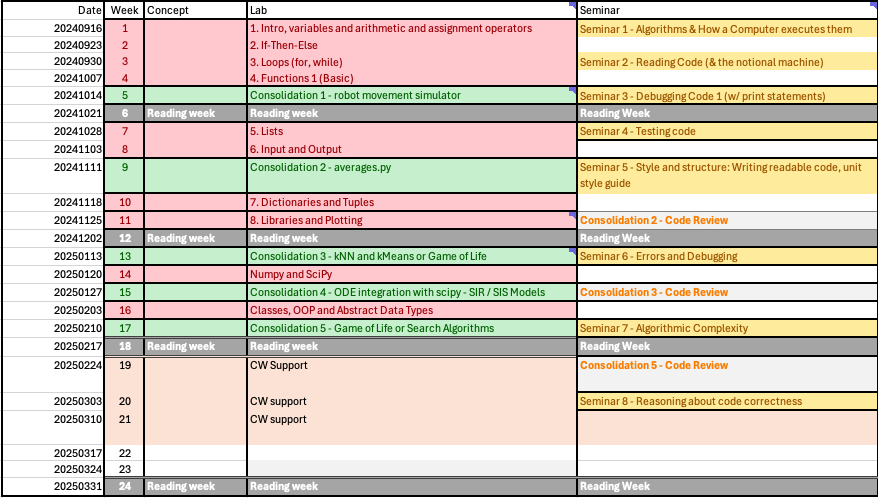 Date Week Concept Lab Seminar
20240916 1 1. Intro, variables and arithmetic and assignment operators Seminar 1 - Algorithms & How a Computer executes them
20240923 2 2. If-Then-Else
20240930 3 3. Loops (for, while) Seminar 2 - Reading Code (& the notional machine)
20241007 4 4. Functions 1 (Basic)
20241014 5 Consolidation 1 - robot movement simulator Seminar 3 - Debugging Code 1 (w/ print statements)
20241021 6 Reading week Reading week Reading Week
20241028 7 5. Lists Seminar 4 - Testing code
20241103 8 6. Input and Output
20241111 9 Consolidation 2 - averages.py Seminar 5 - Style and structure: Writing readable code, unit
style guide
20241118 10 7. Dictionaries and Tuples
20241125 11 8. Libraries and Plotting Consolidation 2 - Code Review
20241202 12 Reading week Reading week Reading Week
20250113 13 Consolidation 3 - kNN and kMeans or Game of Life Seminar 6 - Errors and Debugging
20250120 14 Numpy and SciPy
20250127 15 Consolidation 4 - ODE integration with scipy - SIR / SIS Models Consolidation 3 - Code Review
20250203 16 Classes, OOP and Abstract Data Types
20250210 17 Consolidation 5 - Game of Life or Search Algorithms Seminar 7 - Algorithmic Complexity
20250217 18 Reading week Reading week Reading Week
20250224 19 CW Support Consolidation 5 - Code Review
20250303 20 CW support Seminar 8 - Reasoning about code correctness
20250310 21 CW support
20250317 22
20250324 23
20250331 24 Reading week Reading week Reading Week